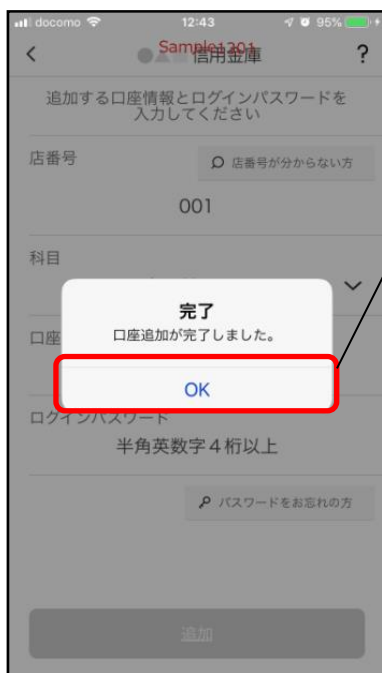 docomo 12:43 95%
Sample1201
●▲■信用金庫 ?
追加する口座情報とログインパスワードを
入力してください
店番号 店番号が分からない方
001
科目
完了
口座追加が完了しました。
口座
OK
ログインパスワード
半角英数字4桁以上
パスワードをお忘れの方
追加